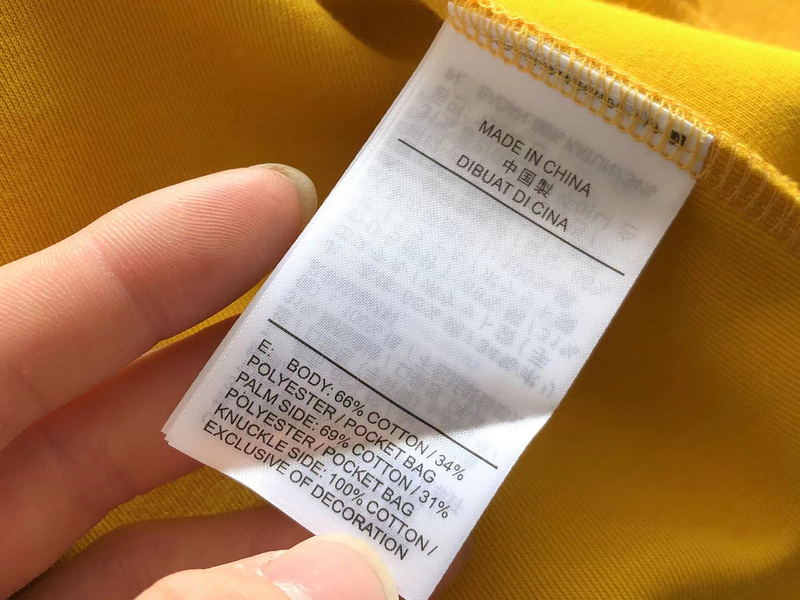 MADE IN CHINA
中国製
DIBUAT DI CINA
E: BODY: 66% COTTON / 34%
POLYESTER / POCKET BAG
PALM SIDE: 69% COTTON / 31%
POLYESTER / POCKET BAG
KNUCKLE SIDE: 100% COTTON /
EXCLUSIVE OF DECORATION